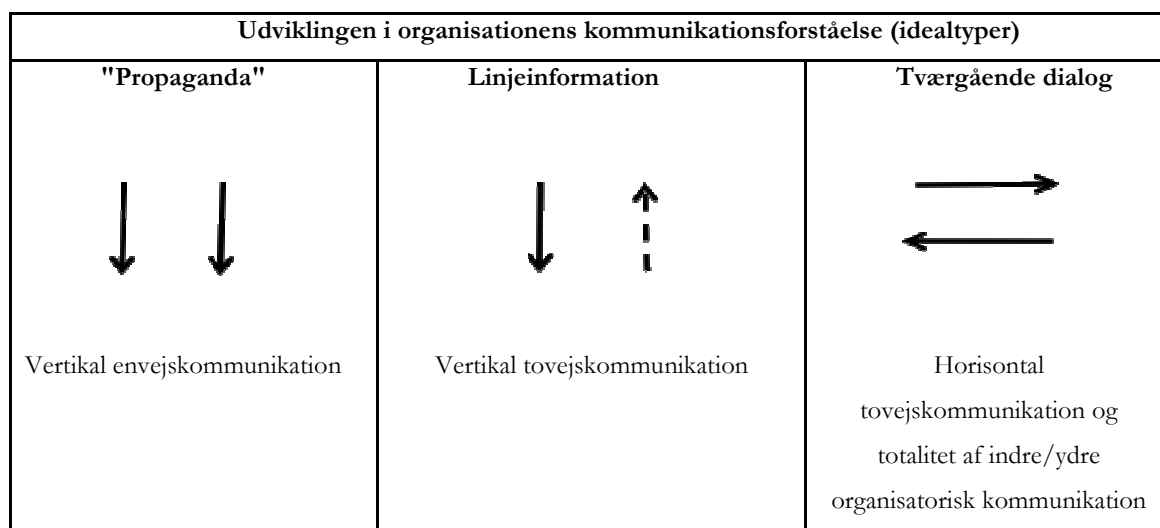 Udviklingen i organisationens kommunikationsforståelse (idealtyper)
"Propaganda"
Linjeinformation
Tværgående dialog
Vertikal envejskommunikation
Vertikal tovejskommunikation
Horisontal
tovejskommunikation og
totalitet af indre/ydre
organisatorisk kommunikation